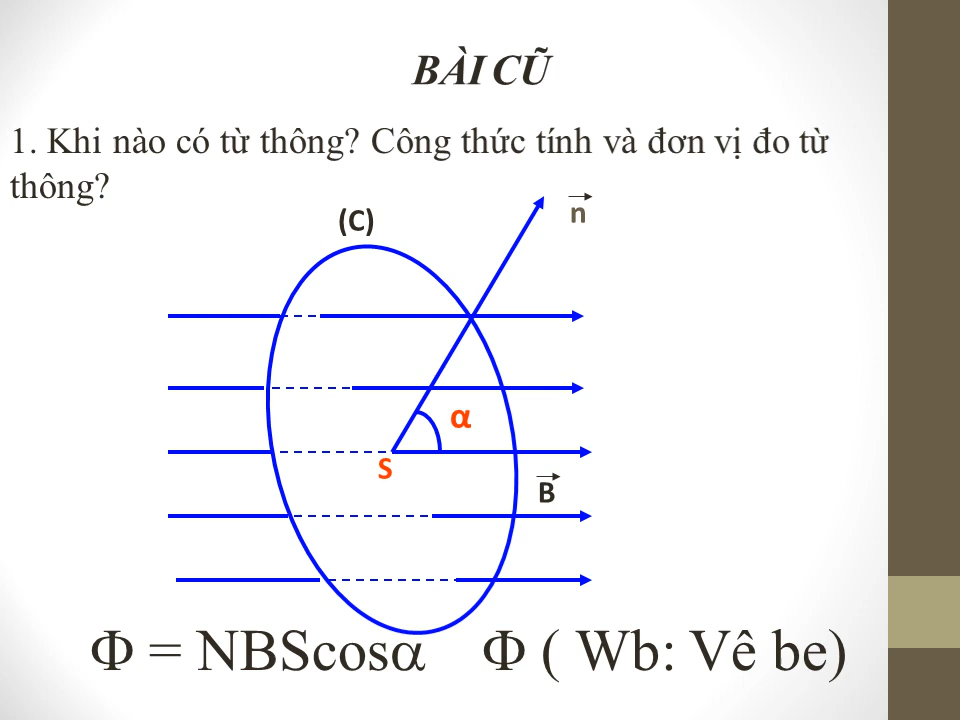 BÀI CŨ
1. Khi nào có từ thông? Công thức tính và đơn vị đo từ
thông?
(C)
n
α
S
B
Φ = NBScosα Φ ( Wb: Vê be)